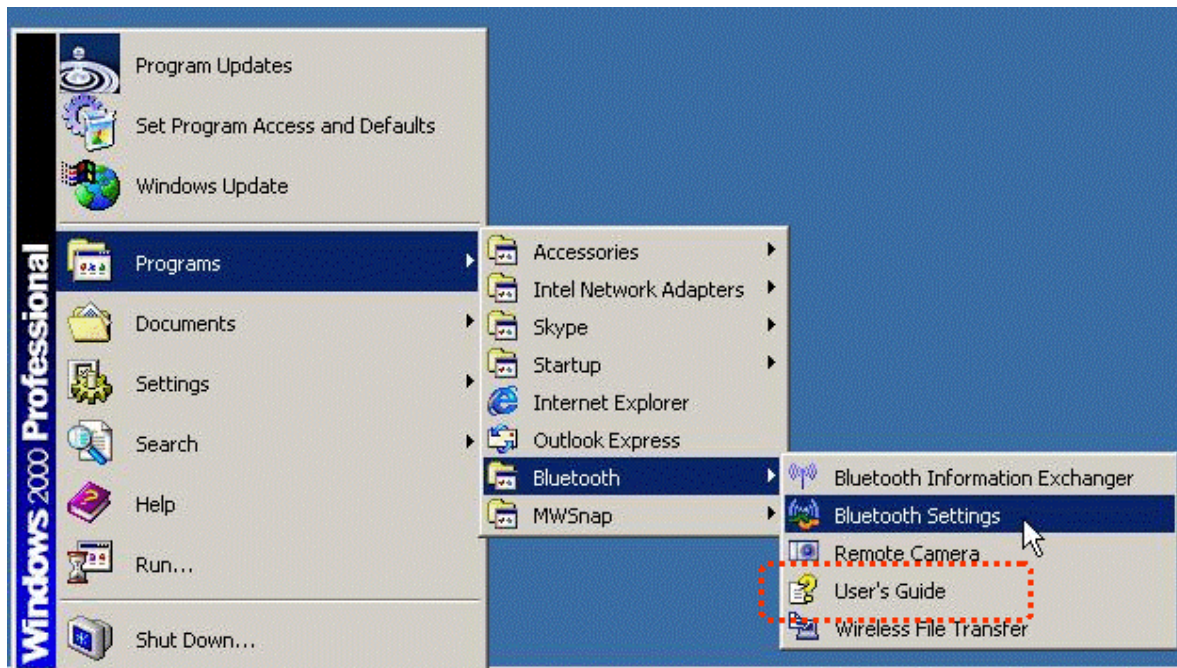 Windows 2000 Professional
Program Updates
Set Program Access and Defaults
Windows Update
Programs
Documents
Settings
Search
Help
Run...
Shut Down...
Accessories
Intel Network Adapters
Skype
Startup
Internet Explorer
Outlook Express
Bluetooth
MWSnap
Bluetooth Information Exchanger
Bluetooth Settings
Remote Camera
User's Guide
Wireless File Transfer